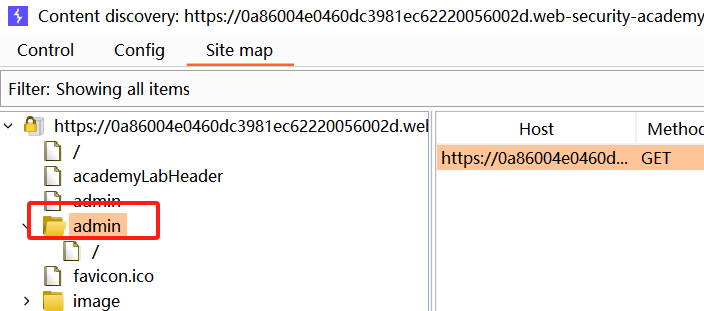 Content discovery: https://0a86004e0460dc3981ec62220056002d.web-security-academy
Control Config Site map
Filter: Showing all items
https://0a86004e0460dc3981ec62220056002d.wel
Host Method
/
https://0a86004e0460d... GET
academyLabHeader
admin
admin
/
favicon.ico
image